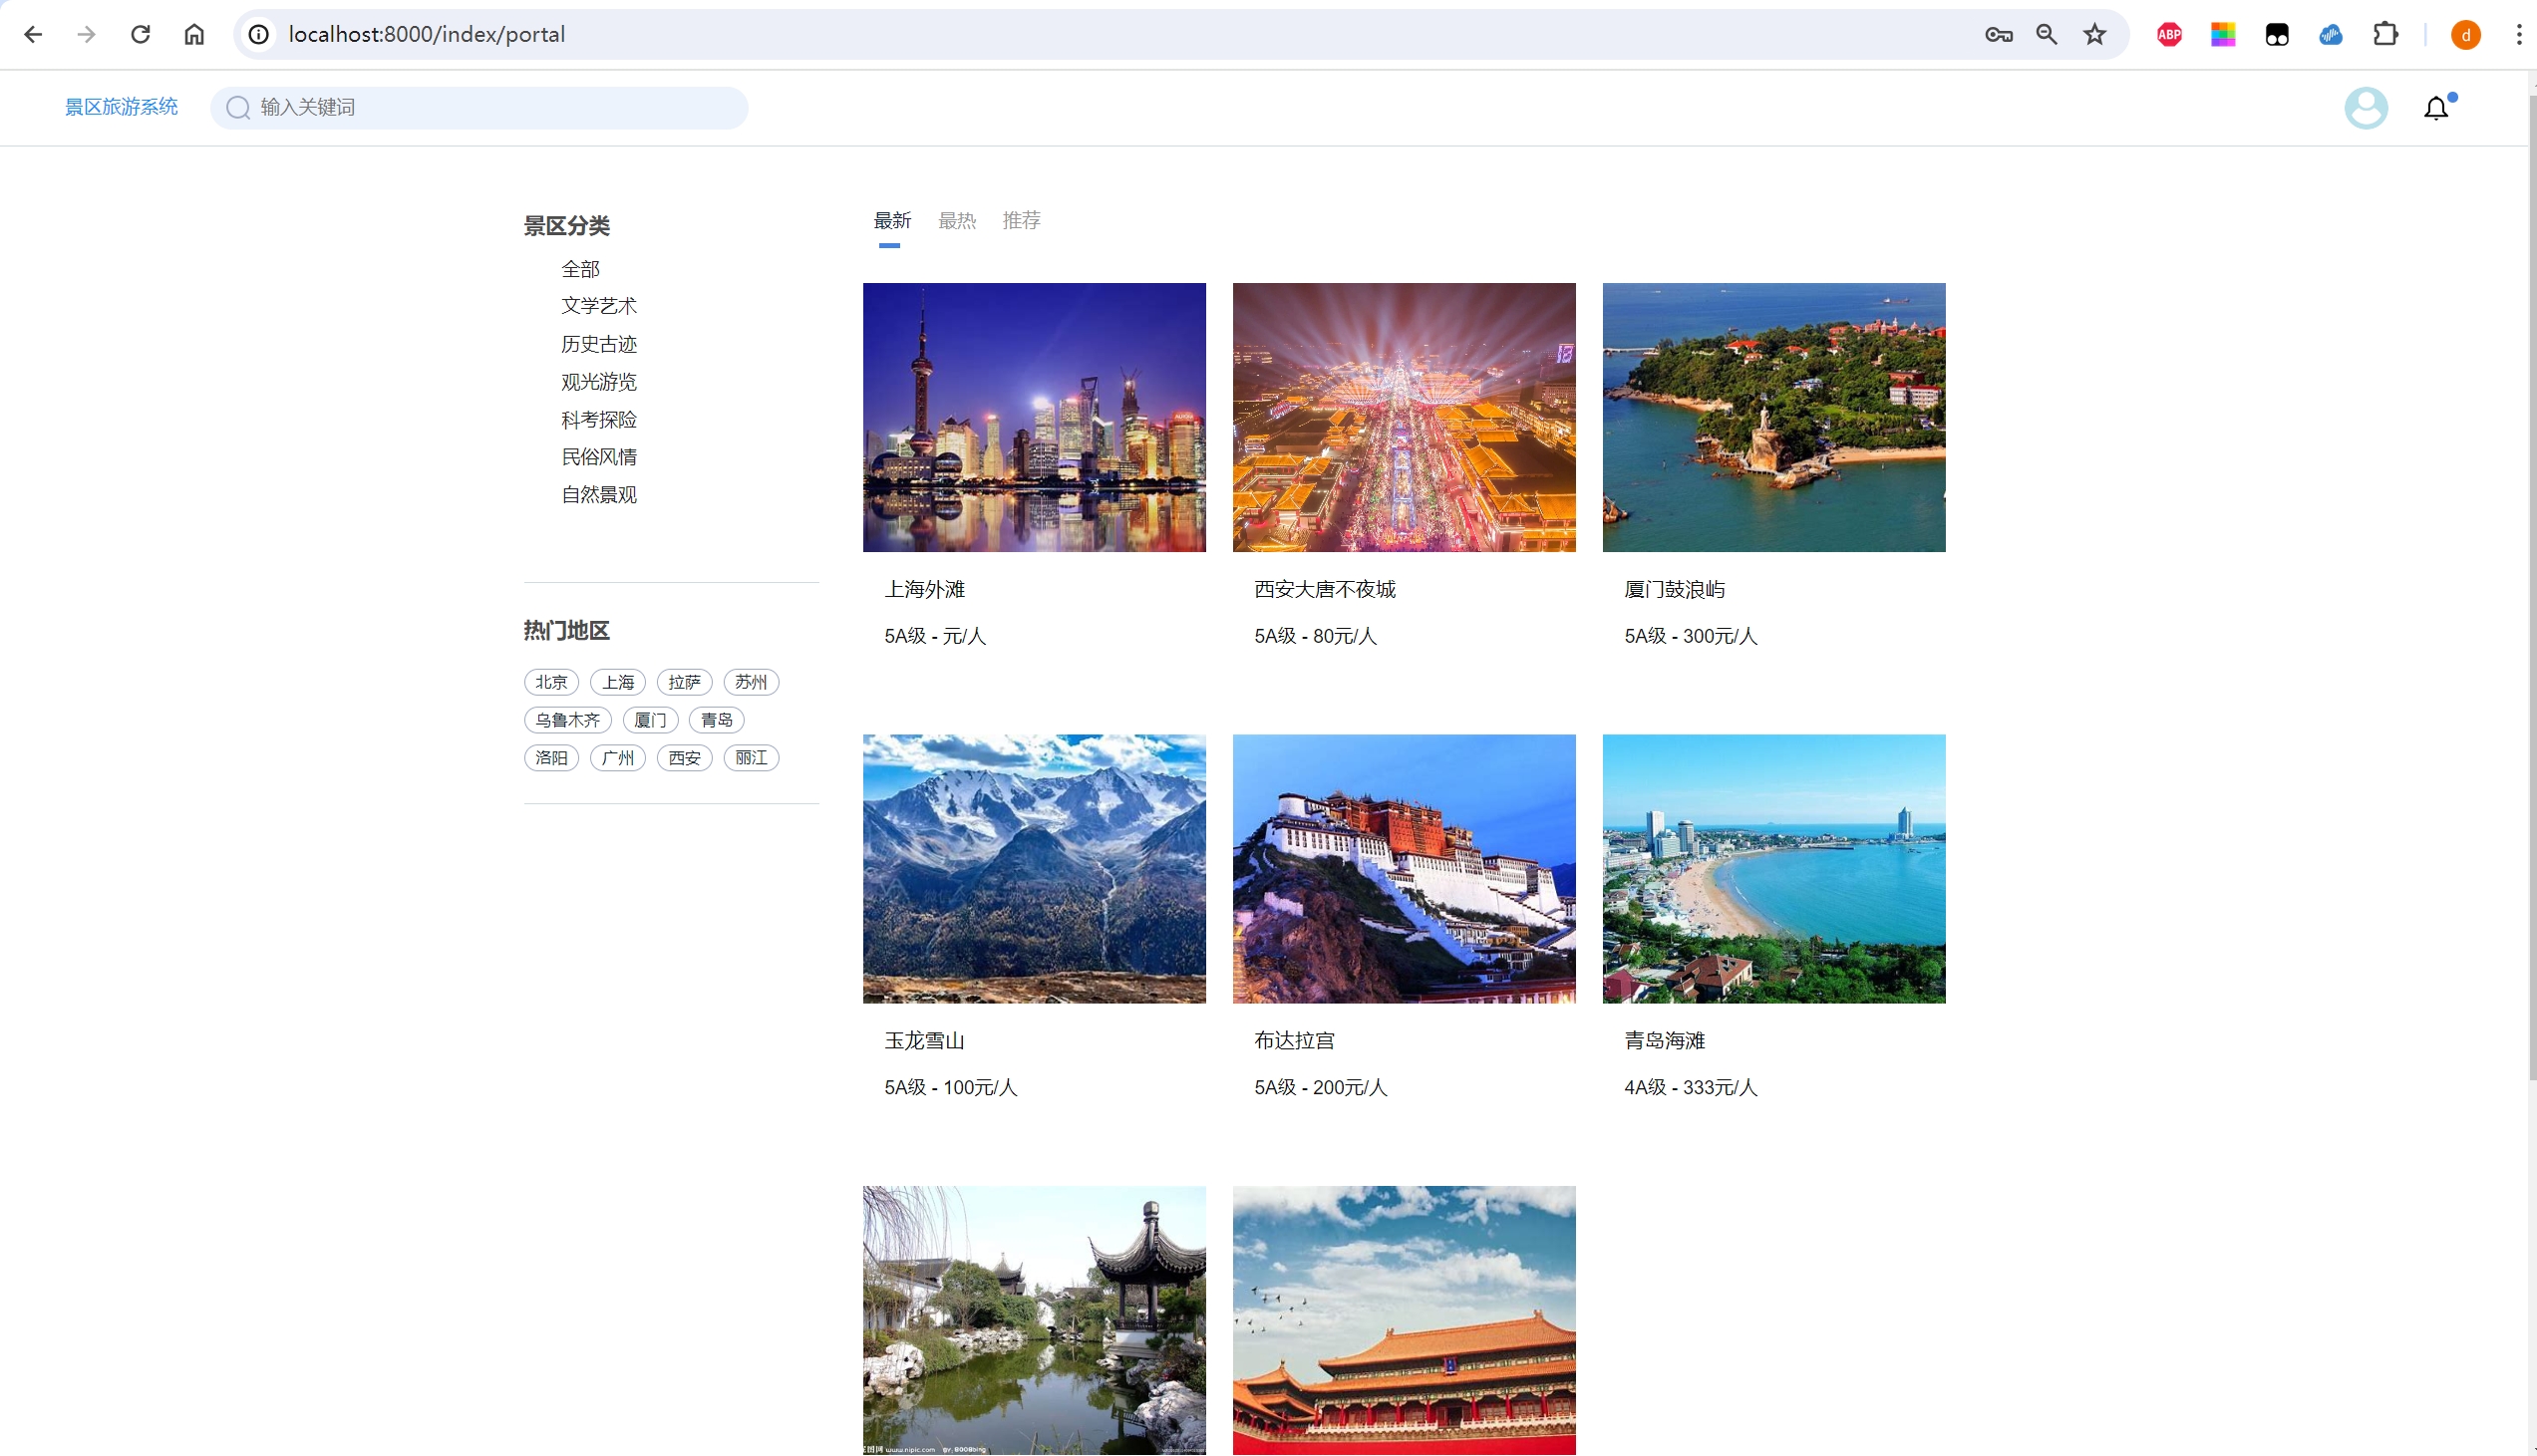 localhost:8000/index/portal
ABP
d
景区旅游系统
输入关键词
景区分类
全部
文学艺术
历史古迹
观光游览
科考探险
民俗风情
自然景观
热门地区
北京 上海 拉萨 苏州
乌鲁木齐 厦门 青岛
洛阳 广州 西安 丽江
最新 最热 推荐
上海外滩
5A级 - 元/人
西安大唐不夜城
5A级 - 80元/人
厦门鼓浪屿
5A级 - 300元/人
玉龙雪山
5A级 - 100元/人
布达拉宫
5A级 - 200元/人
青岛海滩
4A级 - 333元/人
图网 www.nipic.com